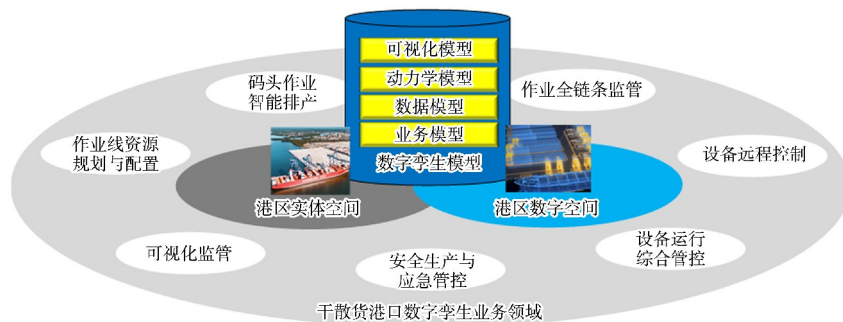 可视化模型
动力学模型
数据模型
业务模型
数字孪生模型
码头作业
智能排产
作业全链条监管
作业线资源
规划与配置
设备远程控制
港区实体空间
港区数字空间
可视化监管
安全生产与
应急管控
设备运行
综合管控
干散货港口数字孪生业务领域